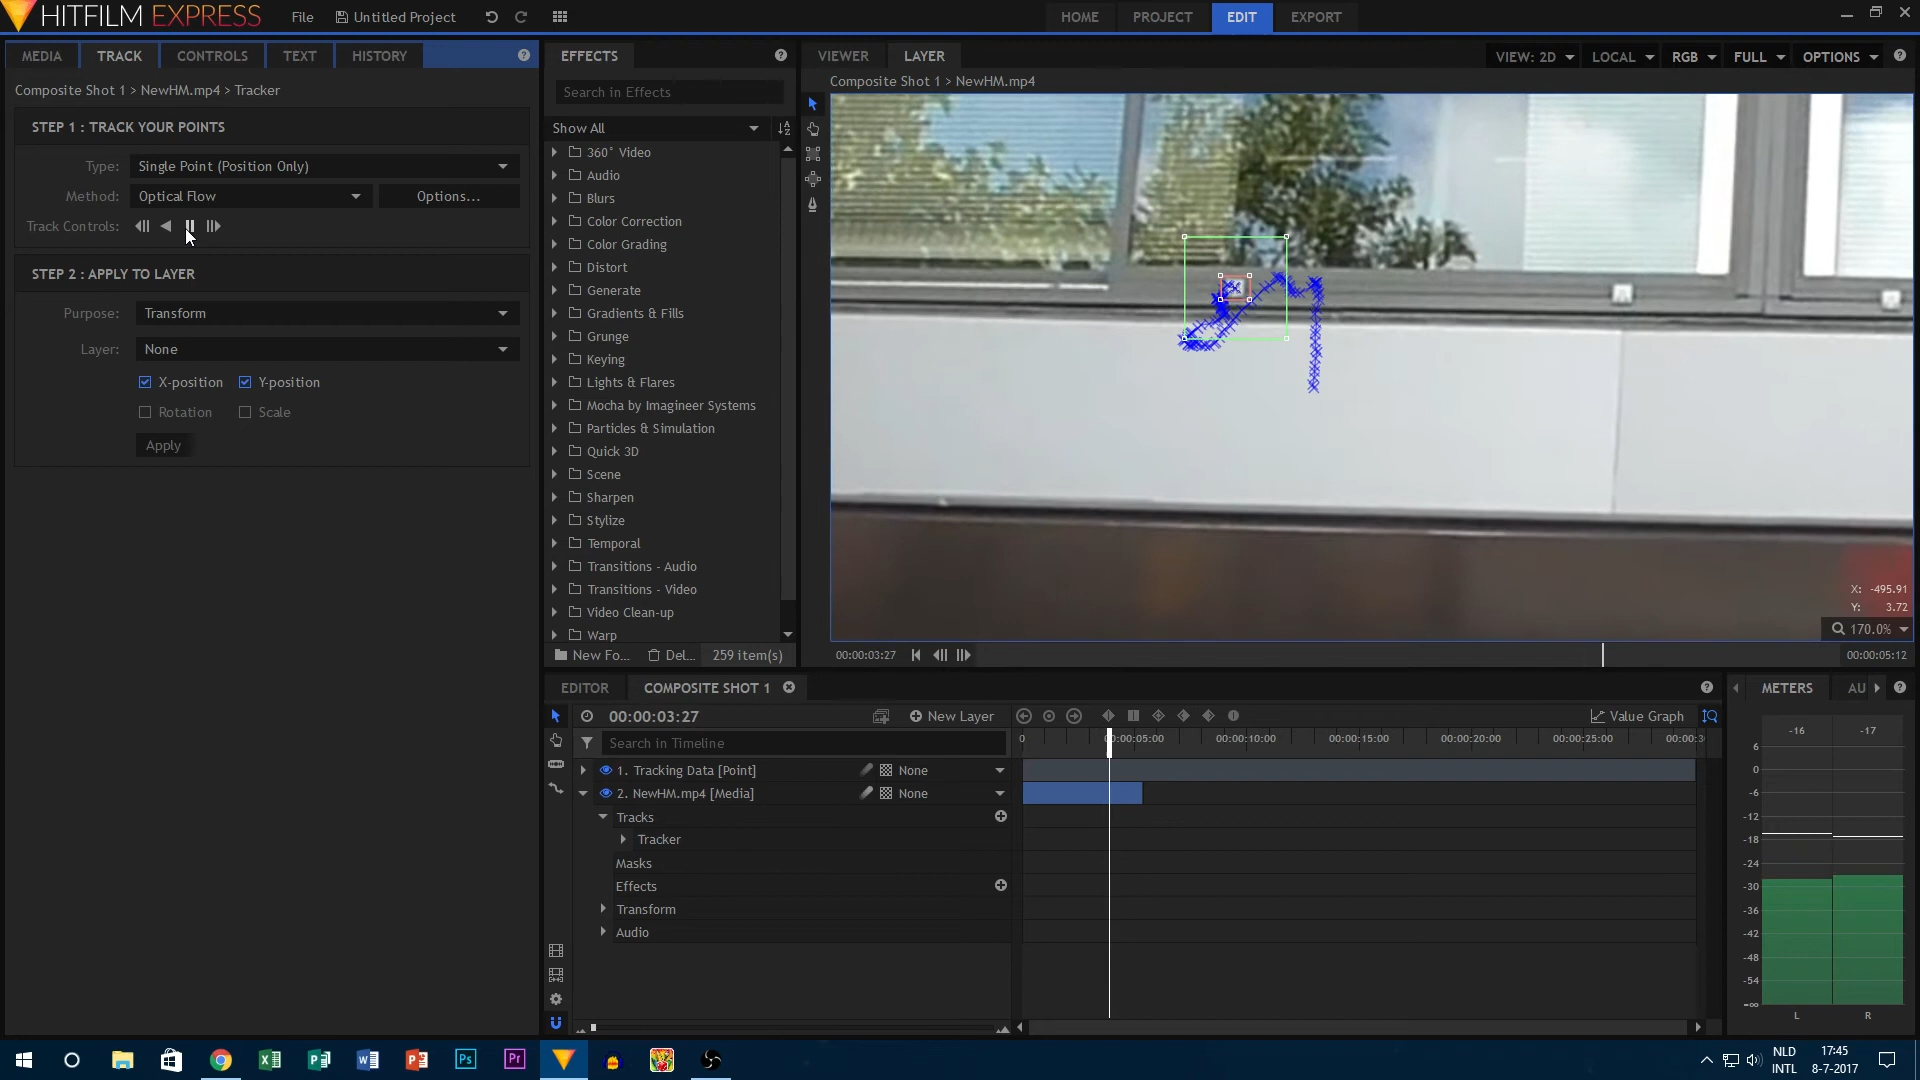 HITFILM EXPRESS
File
Untitled Project
HOME
PROJECT
EDIT
EXPORT
MEDIA
TRACK
CONTROLS
TEXT
HISTORY
?
Composite Shot 1 > NewHM.mp4 > Tracker
STEP 1 : TRACK YOUR POINTS
Type: Single Point (Position Only)
Method: Optical Flow Options...
Track Controls:
STEP 2 : APPLY TO LAYER
Purpose: Transform
Layer: None
X-position Y-position
Rotation Scale
Apply
EFFECTS
?
Search in Effects
Show All
360° Video
Audio
Blurs
Color Correction
Color Grading
Distort
Generate
Gradients & Fills
Grunge
Keying
Lights & Flares
Mocha by Imagineer Systems
Particles & Simulation
Quick 3D
Scene
Sharpen
Stylize
Temporal
Transitions - Audio
Transitions - Video
Video Clean-up
Warp
New Fo... Del... 259 item(s)
VIEWER
LAYER
VIEW: 2D
LOCAL
RGB
FULL
OPTIONS
?
Composite Shot 1 > NewHM.mp4
X: -495.91
Y: 3.72
170.0%
00:00:03:27
00:00:05:12
EDITOR
COMPOSITE SHOT 1
?
00:00:03:27
New Layer
Value Graph
Search in Timeline
0 00:00:05:00 00:00:10:00 00:00:15:00 00:00:20:00 00:00:25:00 00:00:3
1. Tracking Data [Point] None
2. NewHM.mp4 [Media] None
Tracks
Tracker
Masks
Effects
Transform
Audio
METERS
AU
?
-16 -17
6
0
-6
-12
-18
-24
-30
-36
-42
-48
-54
-∞
L R
X
Ps
Pr
NLD
INTL
17:45
8-7-2017